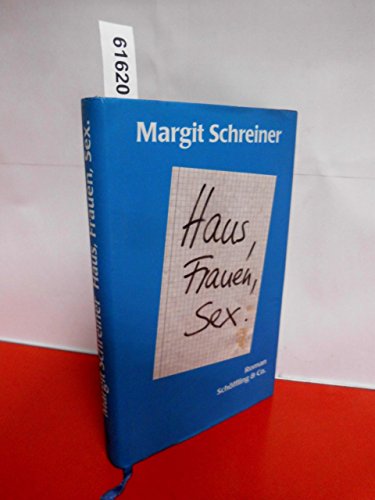 61620
Margit Schreiner
Haus,
Frauen,
Sex.
Roman
Schöffling & Co.
Margit Schreiner Haus, Frauen, Sex.